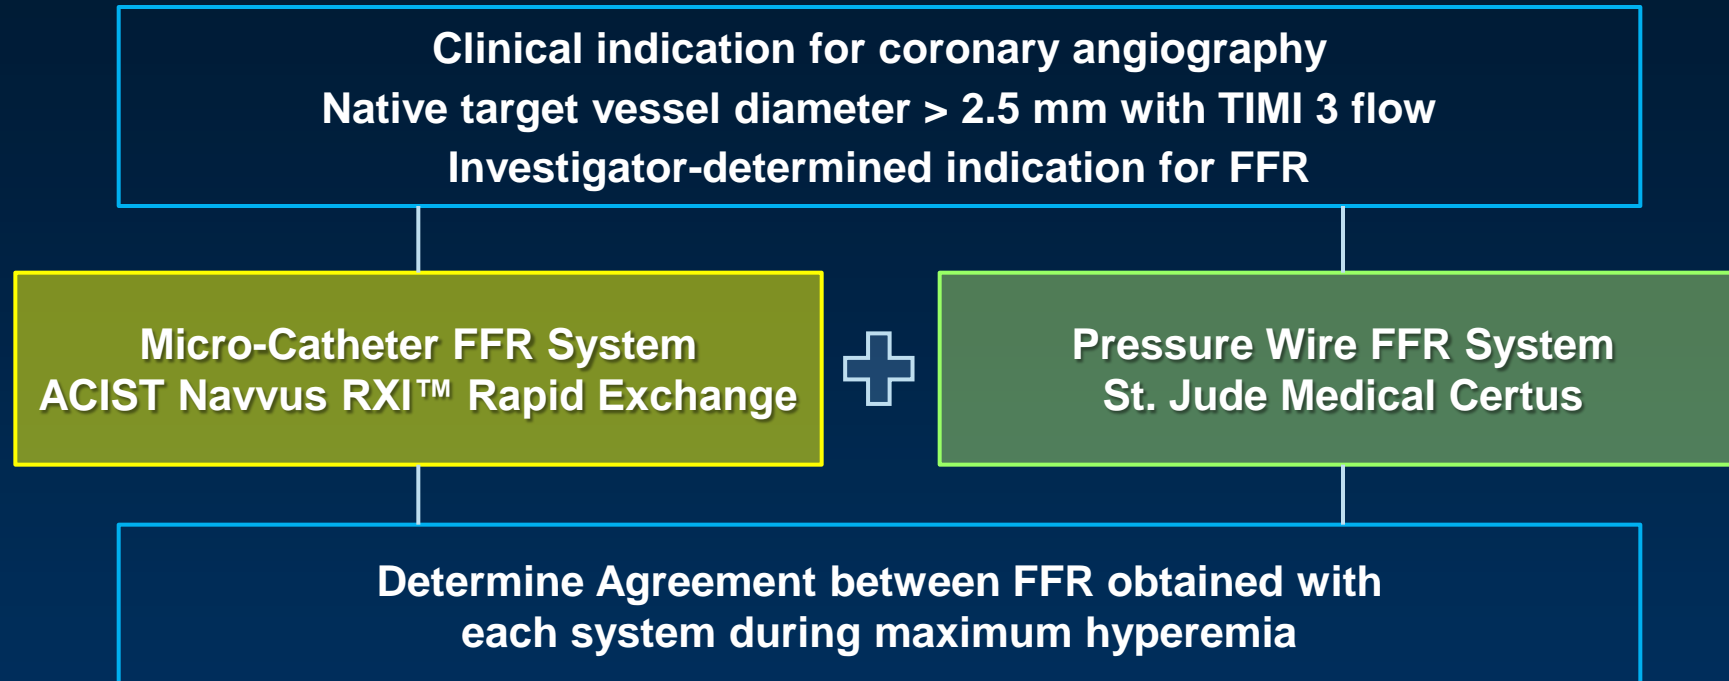 Clinical indication for coronary angiography
Native target vessel diameter > 2.5 mm with TIMI 3 flow
Investigator-determined indication for FFR
Micro-Catheter FFR System
ACIST Navvus RXI™ Rapid Exchange
Pressure Wire FFR System
St. Jude Medical Certus
Determine Agreement between FFR obtained with
each system during maximum hyperemia